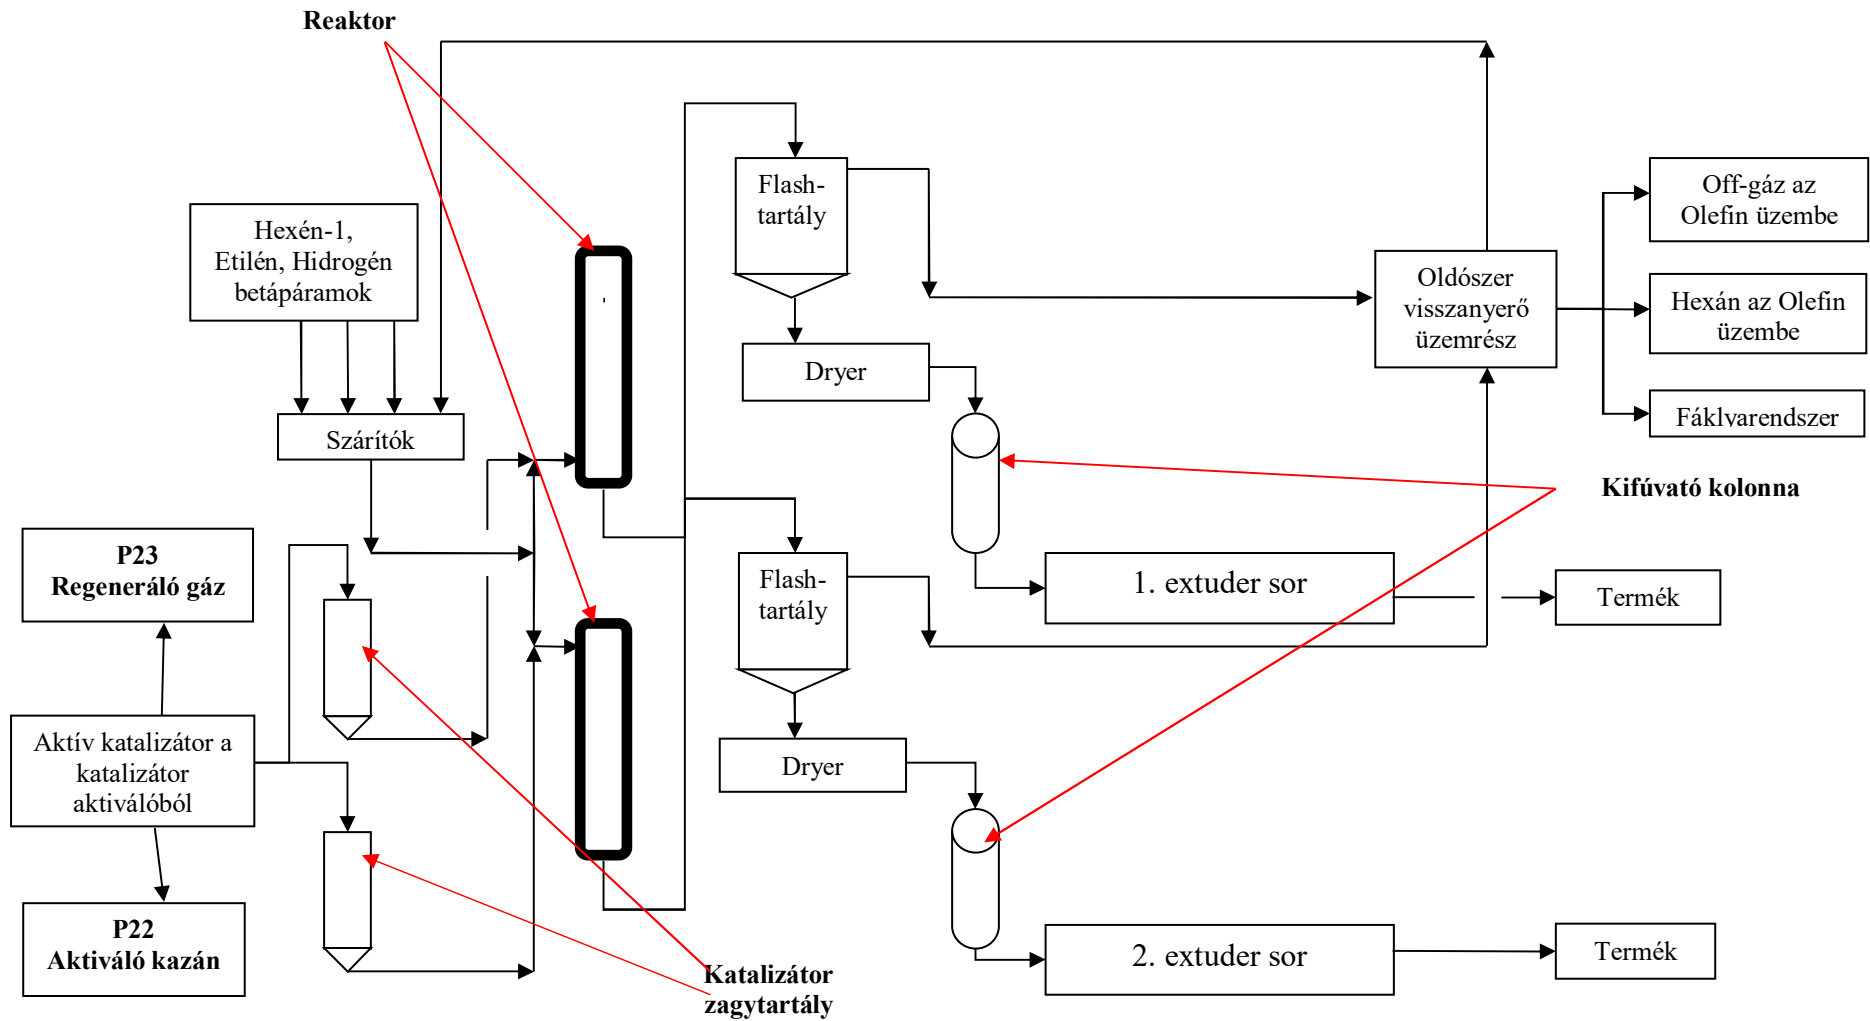 Reaktor
Flash-
tartály
Off-gáz az
Olefin üzembe
Hexén-1,
Etilén, Hidrogén
betápáramok
Oldószer
visszanyerő
üzemrész
Hexán az Olefin
üzembe
Dryer
Fáklyarendszer
Szárítók
Kifúvató kolonna
P23
Regeneráló gáz
Flash-
tartály
1. extuder sor
Termék
Aktív katalizátor a
katalizátor
aktiválóból
Dryer
P22
Aktiváló kazán
2. extuder sor
Termék
Katalizátor
zagytartály